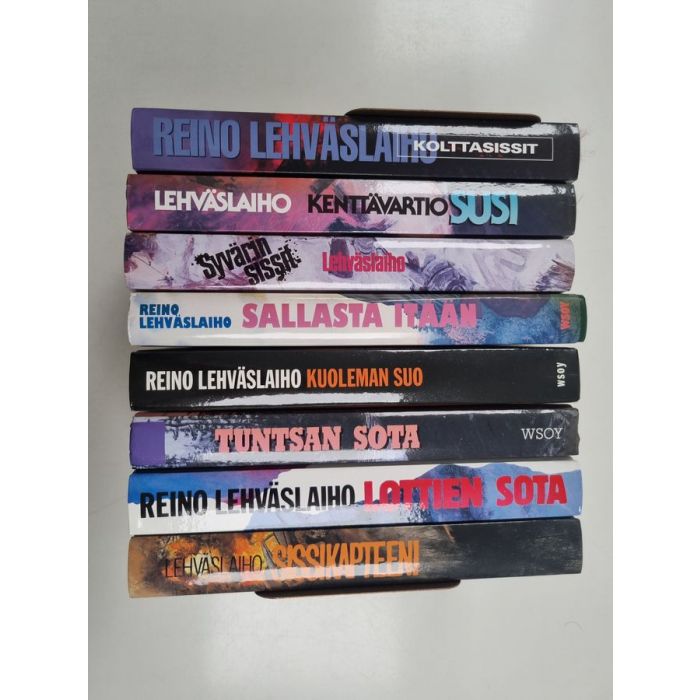 REINO LEHVÄSLAIHO KOLTTASISSIT
LEHVÄSLAIHO KENTTÄVARTIO SUSI
Syvärin
sissit Lehväslaiho
REINO
LEHVÄSLAIHO SALLASTA ITÄÄN WSOY
REINO LEHVÄSLAIHO KUOLEMAN SUO wsoy
TUNTSAN SOTA WSOY
REINO LEHVÄSLAIHO LOTTIEN SOTA
LEHVÄSLAIHO SISSIKAPTEENI